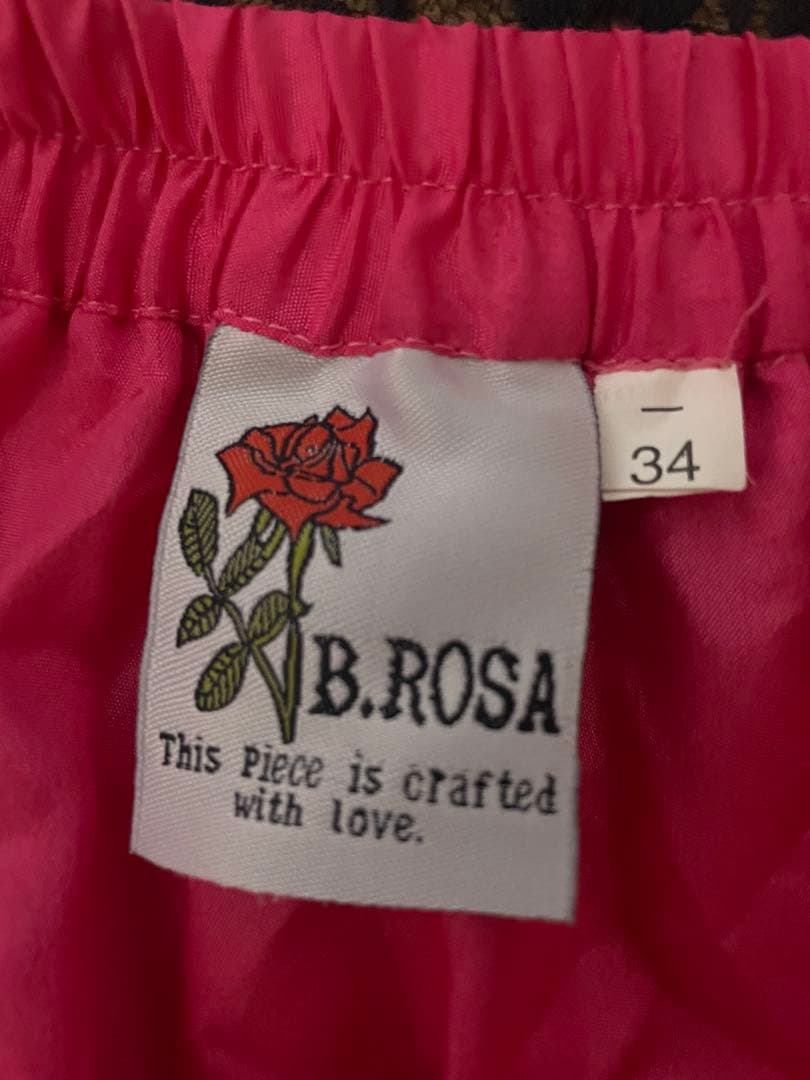 B.ROSA
This Piece is crafted
with love.
—
34